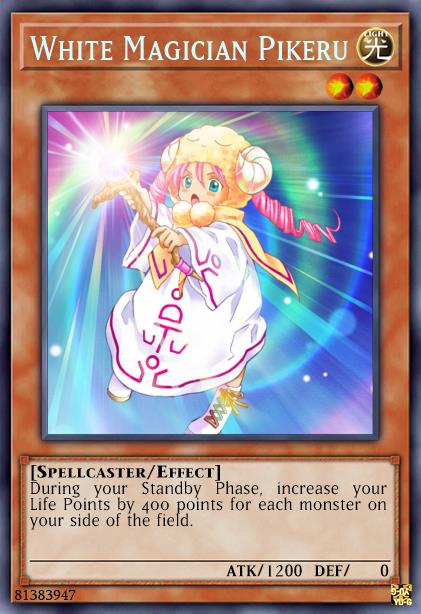 White Magician Pikeru
LIGHT
光
[Spellcaster/Effect]
During your Standby Phase, increase your
Life Points by 400 points for each monster on
your side of the field.
ATK/1200 DEF/ 0
81383947